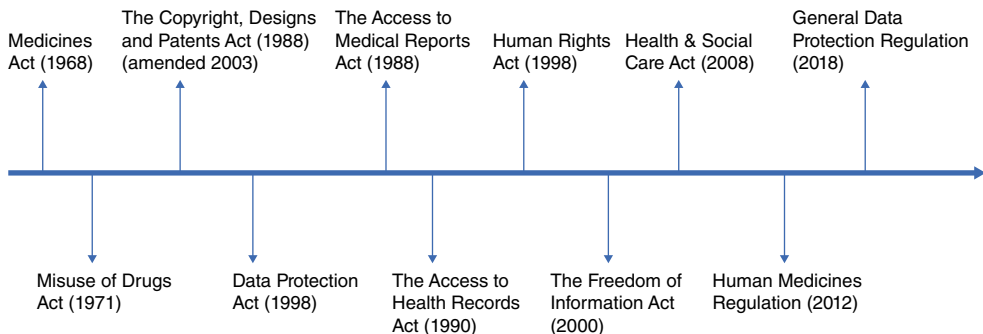 Medicines
Act (1968)
The Copyright, Designs
and Patents Act (1988)
(amended 2003)
The Access to
Medical Reports
Act (1988)
Human Rights
Act (1998)
Health & Social
Care Act (2008)
General Data
Protection Regulation
(2018)
Misuse of Drugs
Act (1971)
Data Protection
Act (1998)
The Access to
Health Records
Act (1990)
The Freedom of
Information Act
(2000)
Human Medicines
Regulation (2012)